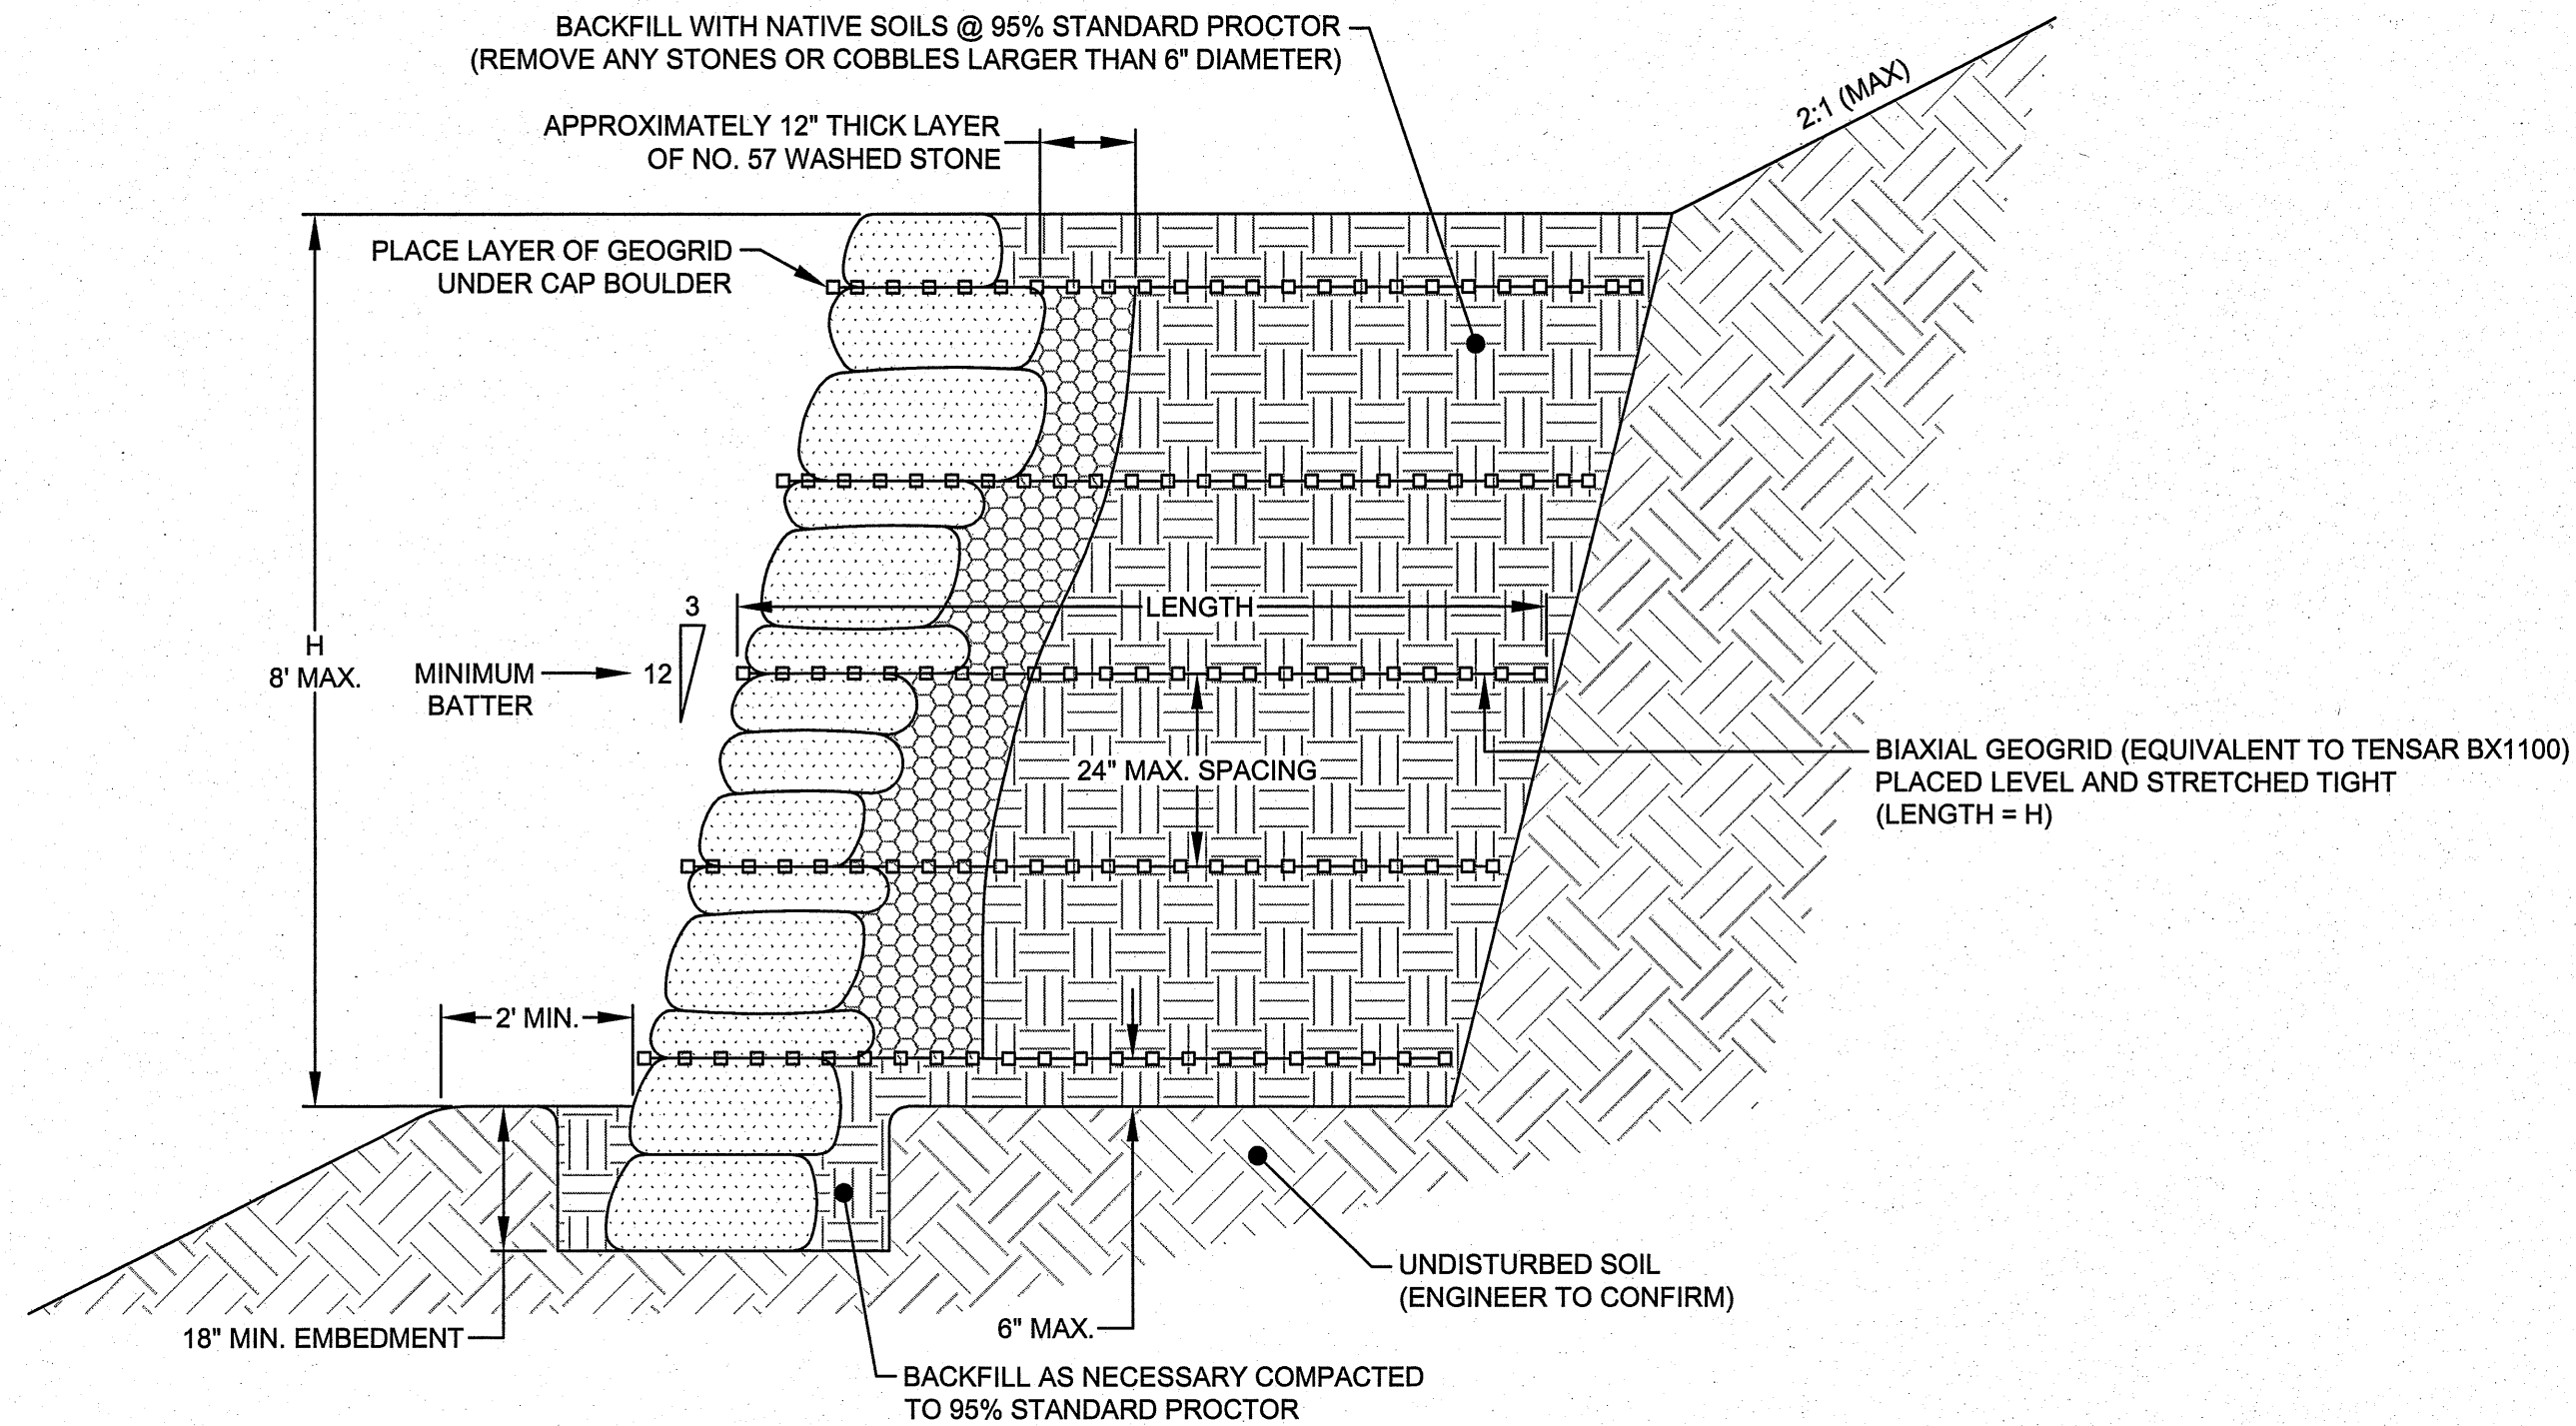 BACKFILL WITH NATIVE SOILS @ 95% STANDARD PROCTOR
(REMOVE ANY STONES OR COBBLES LARGER THAN 6" DIAMETER)
2:1 (MAX)
APPROXIMATELY 12" THICK LAYER
OF NO. 57 WASHED STONE
PLACE LAYER OF GEOGRID
UNDER CAP BOULDER
LENGTH
3
12
H
8' MAX.
MINIMUM
BATTER
24" MAX. SPACING
BIAXIAL GEOGRID (EQUIVALENT TO TENSAR BX1100)
PLACED LEVEL AND STRETCHED TIGHT
(LENGTH = H)
2' MIN.
UNDISTURBED SOIL
(ENGINEER TO CONFIRM)
18" MIN. EMBEDMENT
6" MAX.
BACKFILL AS NECESSARY COMPACTED
TO 95% STANDARD PROCTOR